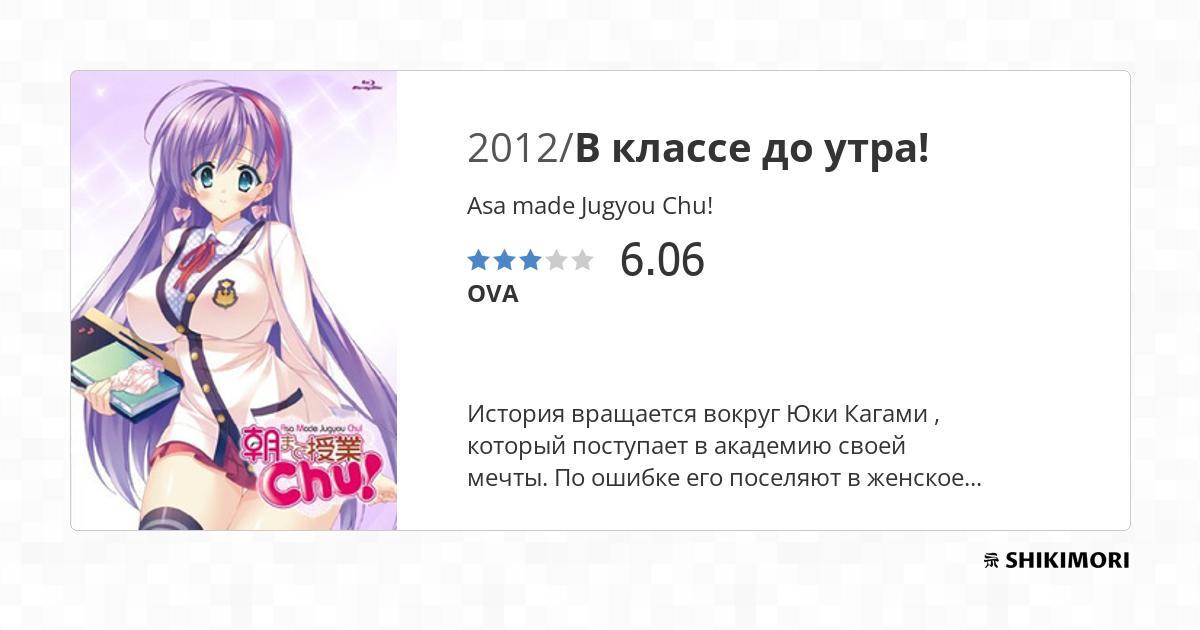 Blu-ray Disc
2012/В классе до утра!
Asa made Jugyou Chu!
6.06
OVA
История вращается вокруг Юки Кагами ,
который поступает в академию своей
мечты. По ошибке его поселяют в женское...
Asa Made Jugyou Chu!
朝まで授業
Chu!
SHIKIMORI